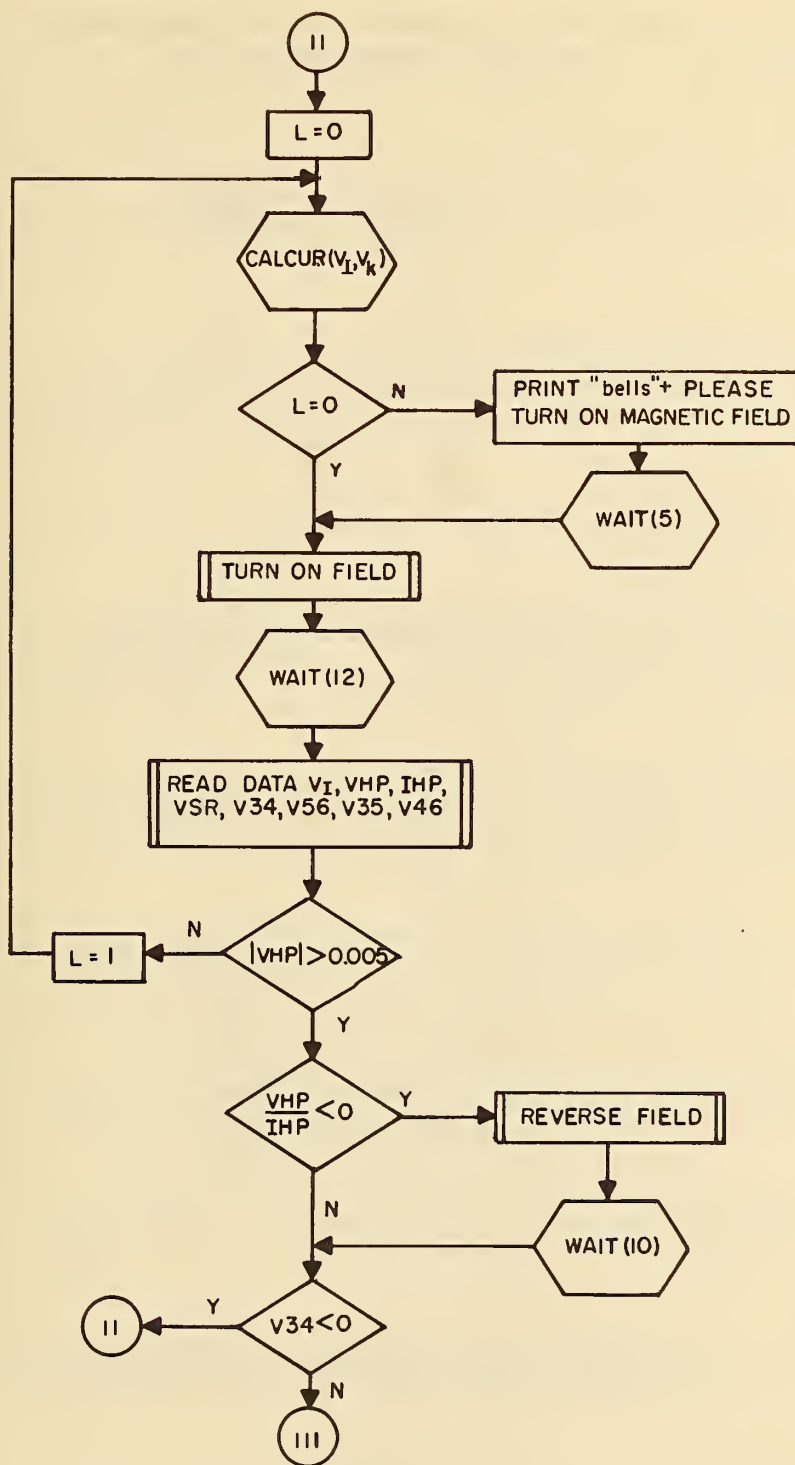 II
L=0
CALCUR(VI,Vk)
L=0
N
PRINT "bells"+ PLEASE
TURN ON MAGNETIC FIELD
Y
WAIT(5)
TURN ON FIELD
WAIT(12)
READ DATA VI, VHP, IHP,
VSR, V34, V56, V35, V46
N
|VHP|>0.005
L=1
Y
VHP
IHP
<0
Y
REVERSE FIELD
N
WAIT(10)
Y
V34<0
II
N
III